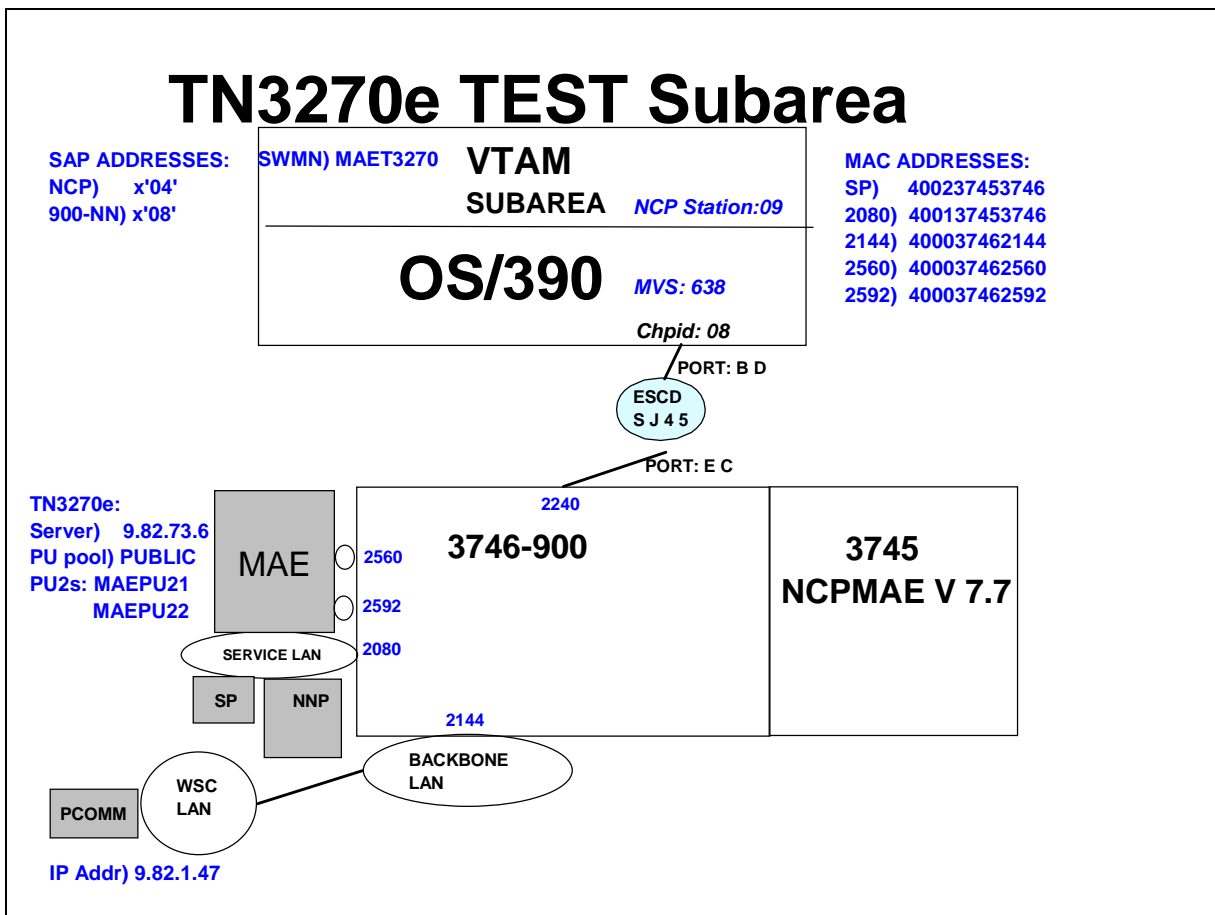 TN3270e TEST Subarea
SAP ADDRESSES:
NCP) x'04'
900-NN) x'08'
SWMN) MAET3270
VTAM
SUBAREA
NCP Station:09
OS/390
MVS: 638
Chpid: 08
MAC ADDRESSES:
SP) 400237453746
2080) 400137453746
2144) 400037462144
2560) 400037462560
2592) 400037462592
PORT: B D
ESCD
S J 4 5
PORT: E C
TN3270e:
Server) 9.82.73.6
PU pool) PUBLIC
PU2s: MAEPU21
MAEPU22
MAE
2560
2592
2080
2240
3746-900
3745
NCPMAE V 7.7
SERVICE LAN
SP
NNP
2144
BACKBONE
LAN
WSC
LAN
PCOMM
IP Addr) 9.82.1.47